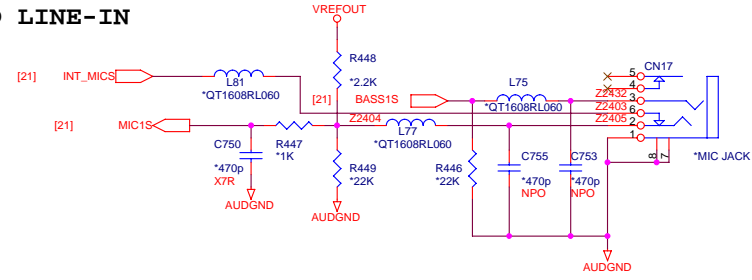 LINE-IN
VREFOUT
R448
*2.2K
[21] INT_MICS
L81
*QT1608RL060
[21] BASS1S
L75
*QT1608RL060
CN17
5
4
Z2432 3
Z2403 6
Z2405 2
1
8 7
*MIC JACK
[21] MIC1S
Z2404
L77
*QT1608RL060
C750
*470p
X7R
R447
*1K
R449
*22K
R446
*22K
C755
*470p
NPO
C753
*470p
NPO
AUDGND
AUDGND
AUDGND